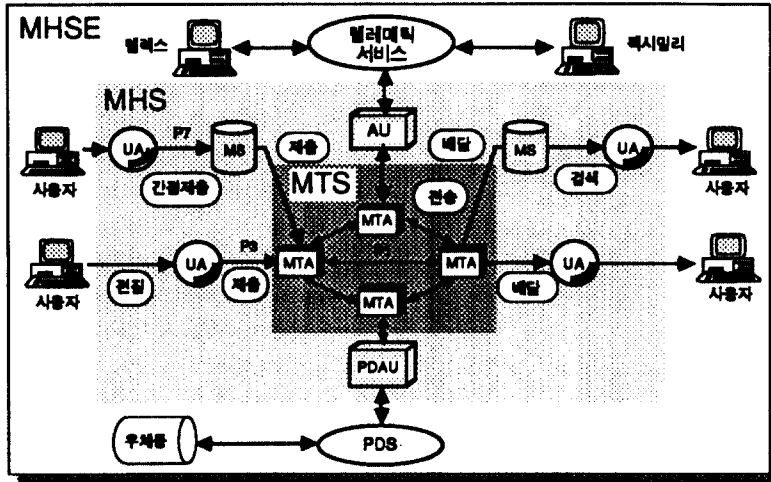 MHSE
텔렉스
텔레매틱
서비스
팩시밀리
MHS
AU
UA
P7
MS
제출
배달
MS
UA
사용자
간접제출
MTS
전송
검색
사용자
MTA
UA
P3
MTA
MTA
UA
사용자
전달
제출
MTA
배달
사용자
PDAU
우체통
PDS